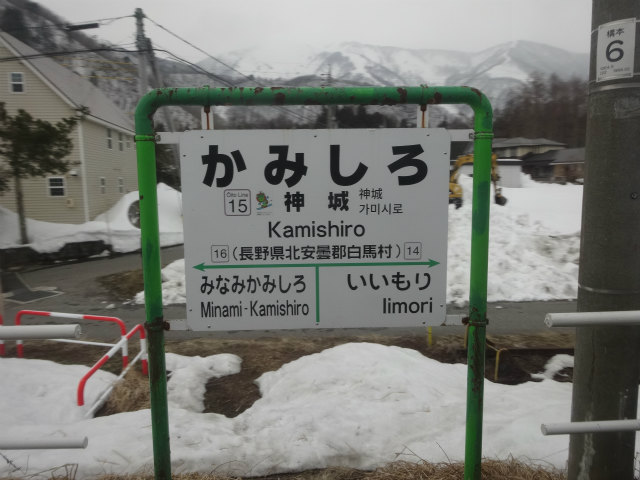 かみしろ
Ōito Line
15
神城
神城
가미시로
Kamishiro
16 (長野県北安曇郡白馬村) 14
みなみかみしろ いいもり
Minami-Kamishiro Iimori
構本
6